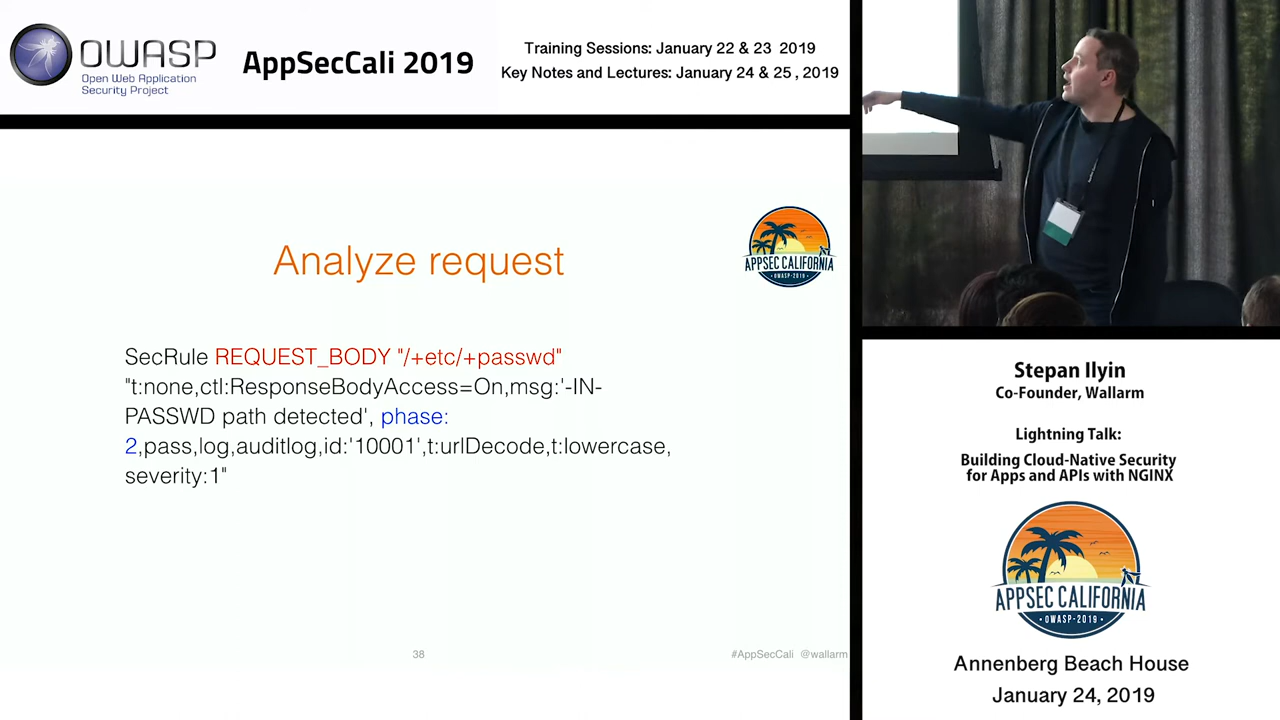 OWASP
Open Web Application
Security Project
AppSecCali 2019
Training Sessions: January 22 & 23 2019
Key Notes and Lectures: January 24 & 25 , 2019
Analyze request
APPSEC CALIFORNIA
OWASP-2019
SecRule REQUEST_BODY "/+etc/+passwd"
"t:none,ctl:ResponseBodyAccess=On,msg:'-IN-
PASSWD path detected', phase:
2,pass,log,auditlog,id:'10001',t:urlDecode,t:lowercase,
severity:1"
38
#AppSecCali @wallarm
Stepan Ilyin
Co-Founder, Wallarm
Lightning Talk:
Building Cloud-Native Security
for Apps and APIs with NGINX
APPSEC CALIFORNIA
OWASP-2019
Annenberg Beach House
January 24, 2019